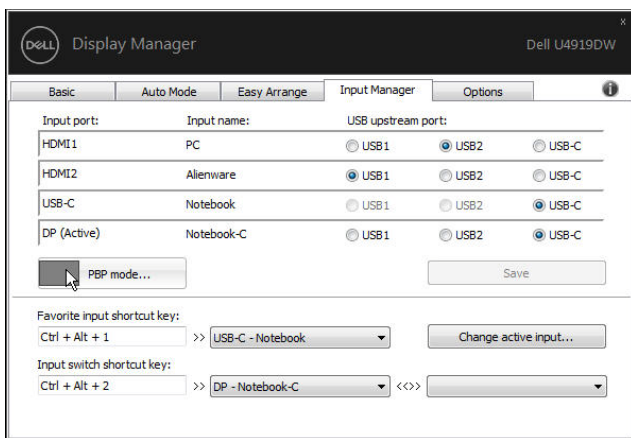 x
DELL Display Manager Dell U4919DW
Basic Auto Mode Easy Arrange Input Manager Options i
Input port: Input name: USB upstream port:
HDMI1 PC USB1 USB2 USB-C
HDMI2 Alienware USB1 USB2 USB-C
USB-C Notebook USB1 USB2 USB-C
DP (Active) Notebook-C USB1 USB2 USB-C
PBP mode... Save
Favorite input shortcut key:
Ctrl + Alt + 1 >> USB-C - Notebook Change active input...
Input switch shortcut key:
Ctrl + Alt + 2 >> DP - Notebook-C <<>>